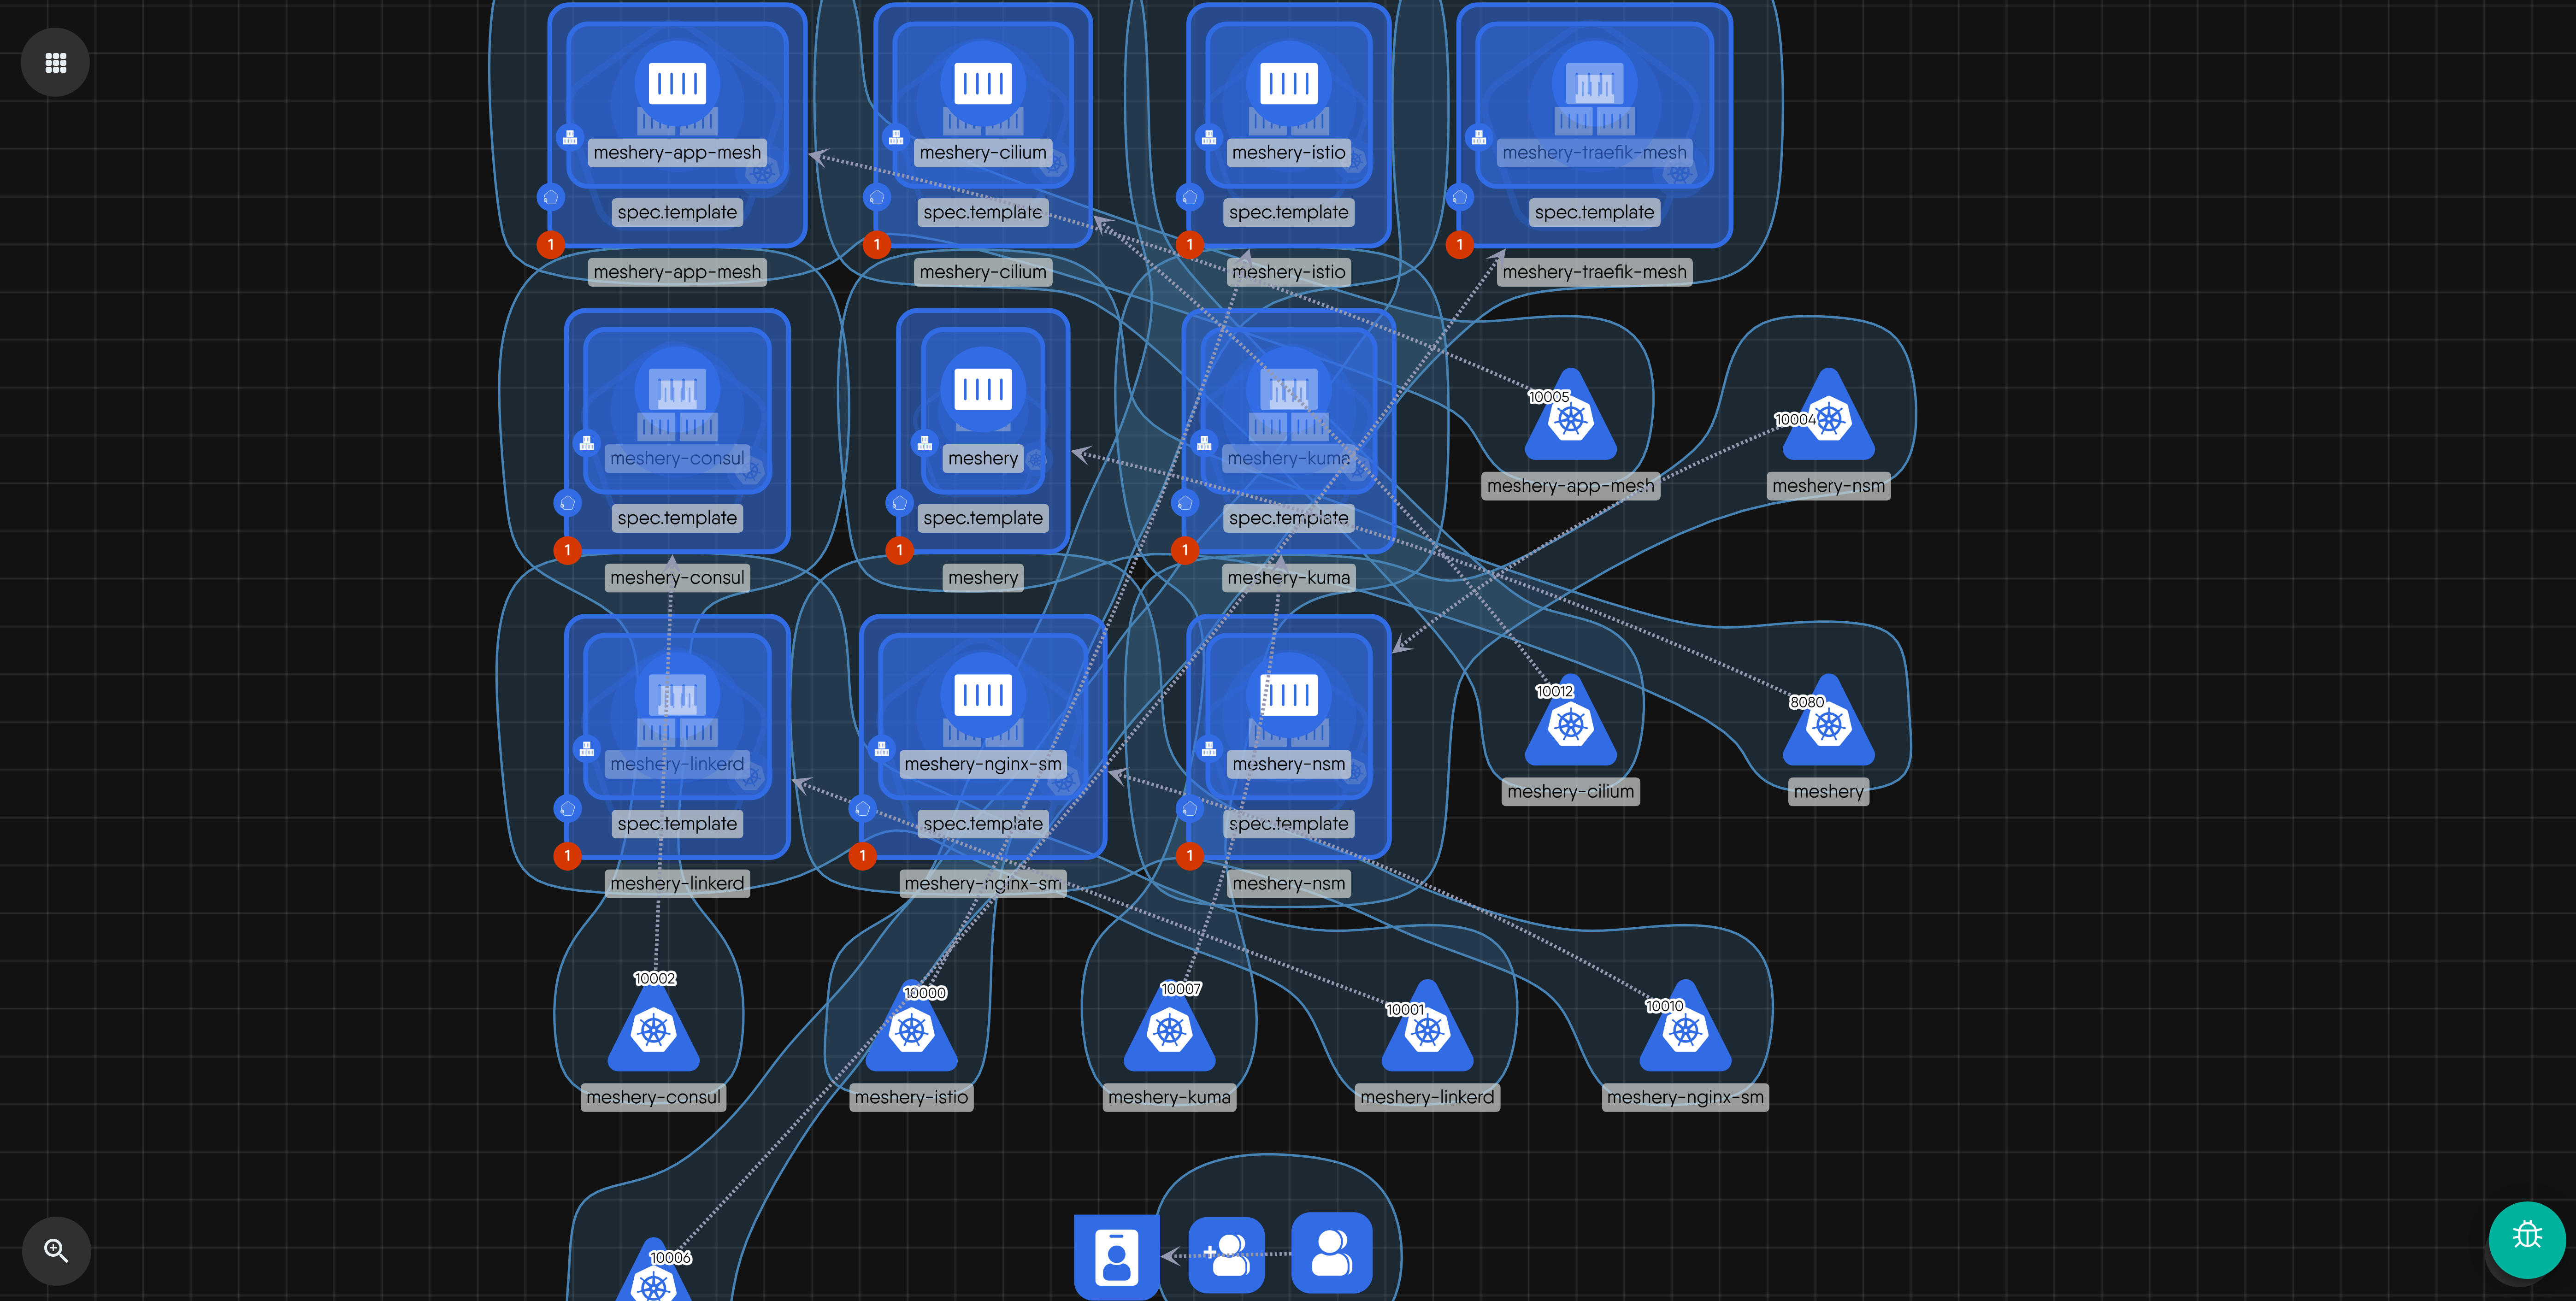 meshery-app-mesh
meshery-cilium
meshery-istio
meshery-traefik-mesh
spec.template
spec.template
spec.template
spec.template
1
1
1
1
meshery-app-mesh
meshery-cilium
meshery-istio
meshery-traefik-mesh
10005
10004
meshery-consul
meshery
meshery-kuma
meshery-app-mesh
meshery-nsm
spec.template
spec.template
spec.template
1
1
1
meshery-consul
meshery
meshery-kuma
10012
8080
meshery-linkerd
meshery-nginx-sm
meshery-nsm
meshery-cilium
meshery
spec.template
spec.template
spec.template
1
1
1
meshery-linkerd
meshery-nginx-sm
meshery-nsm
10002
10000
10007
10001
10010
meshery-consul
meshery-istio
meshery-kuma
meshery-linkerd
meshery-nginx-sm
10006